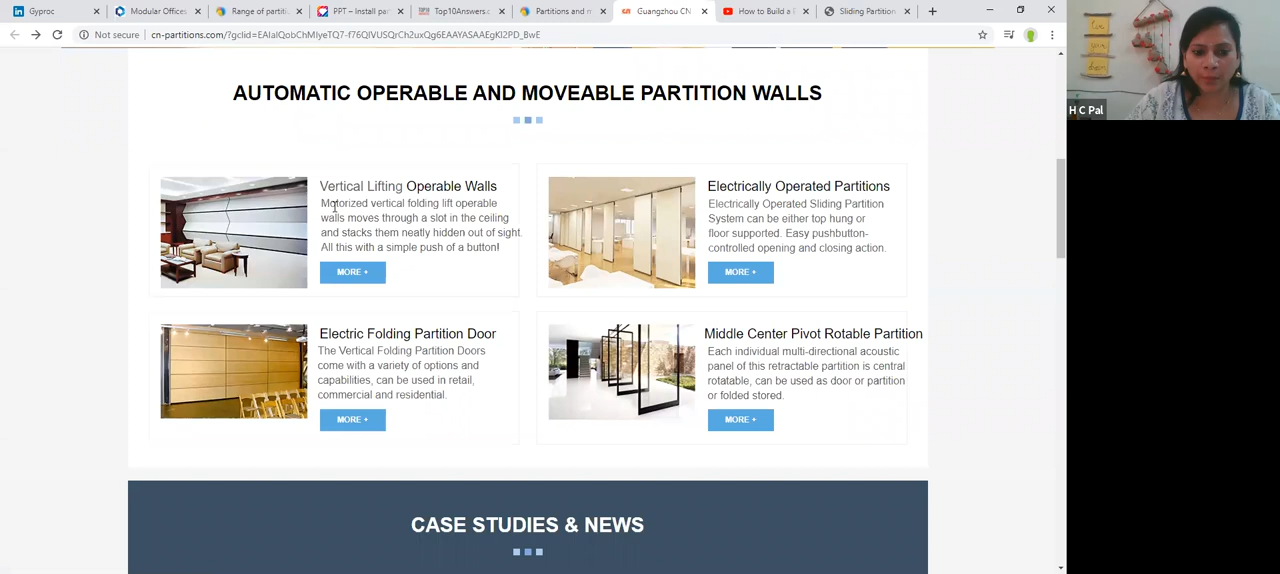 Gyproc
Modular Offices
Range of partiti
PPT – Install par
Top10Answers.c
Partitions and m
Guangzhou CN
How to Build a
Sliding Partition
Not secure | cn-partitions.com/?gclid=EAIaIQobChMIyeTQ7-f76QIVUSQrCh2uxQg6EAAYASAAEgKI2PD_BwE
H C Pal
AUTOMATIC OPERABLE AND MOVEABLE PARTITION WALLS
Vertical Lifting Operable Walls
Motorized vertical folding lift operable
walls moves through a slot in the ceiling
and stacks them neatly hidden out of sight.
All this with a simple push of a button!
MORE +
Electrically Operated Partitions
Electrically Operated Sliding Partition
System can be either top hung or
floor supported. Easy pushbutton-
controlled opening and closing action.
MORE +
Electric Folding Partition Door
The Vertical Folding Partition Doors
come with a variety of options and
capabilities, can be used in retail,
commercial and residential.
MORE +
Middle Center Pivot Rotable Partition
Each individual multi-directional acoustic
panel of this retractable partition is central
rotatable, can be used as door or partition
or folded stored.
MORE +
CASE STUDIES & NEWS